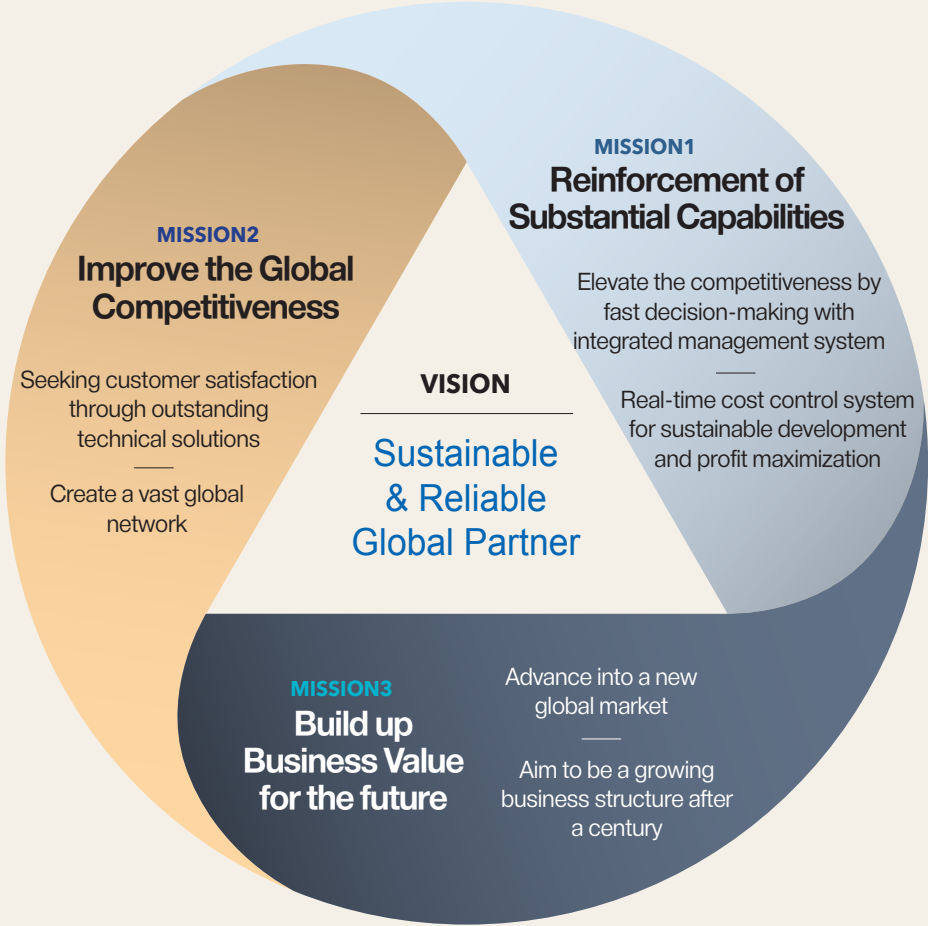 MISSION1
Reinforcement of
Substantial Capabilities
Elevate the competitiveness by
fast decision-making with
integrated management system
Real-time cost control system
for sustainable development
and profit maximization
MISSION2
Improve the Global
Competitiveness
Seeking customer satisfaction
through outstanding
technical solutions
Create a vast global
network
VISION
Sustainable
& Reliable
Global Partner
MISSION3
Build up
Business Value
for the future
Advance into a new
global market
Aim to be a growing
business structure after
a century